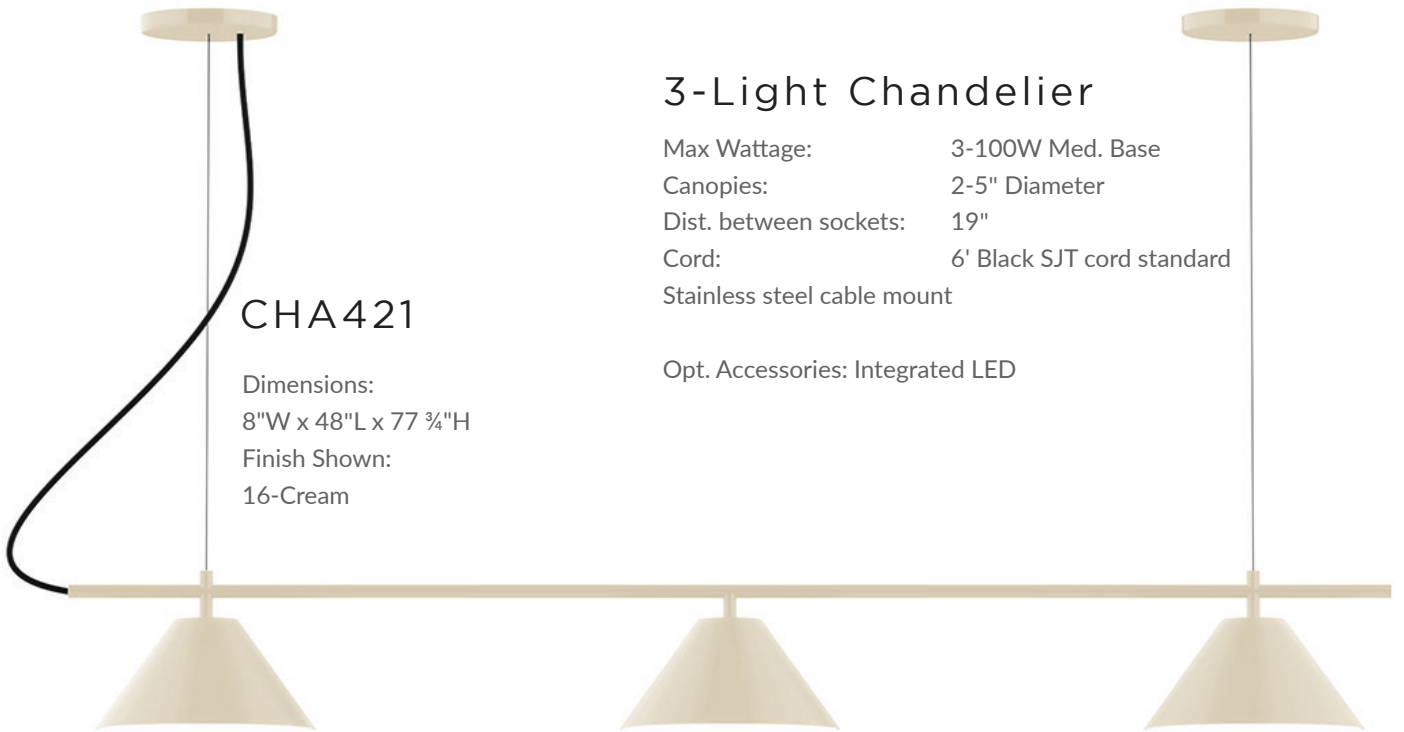 3-Light Chandelier
Max Wattage: 3-100W Med. Base
Canopies: 2-5" Diameter
Dist. between sockets: 19"
Cord: 6' Black SJT cord standard
Stainless steel cable mount
Opt. Accessories: Integrated LED
CHA421
Dimensions:
8"W x 48"L x 77 ¾"H
Finish Shown:
16-Cream